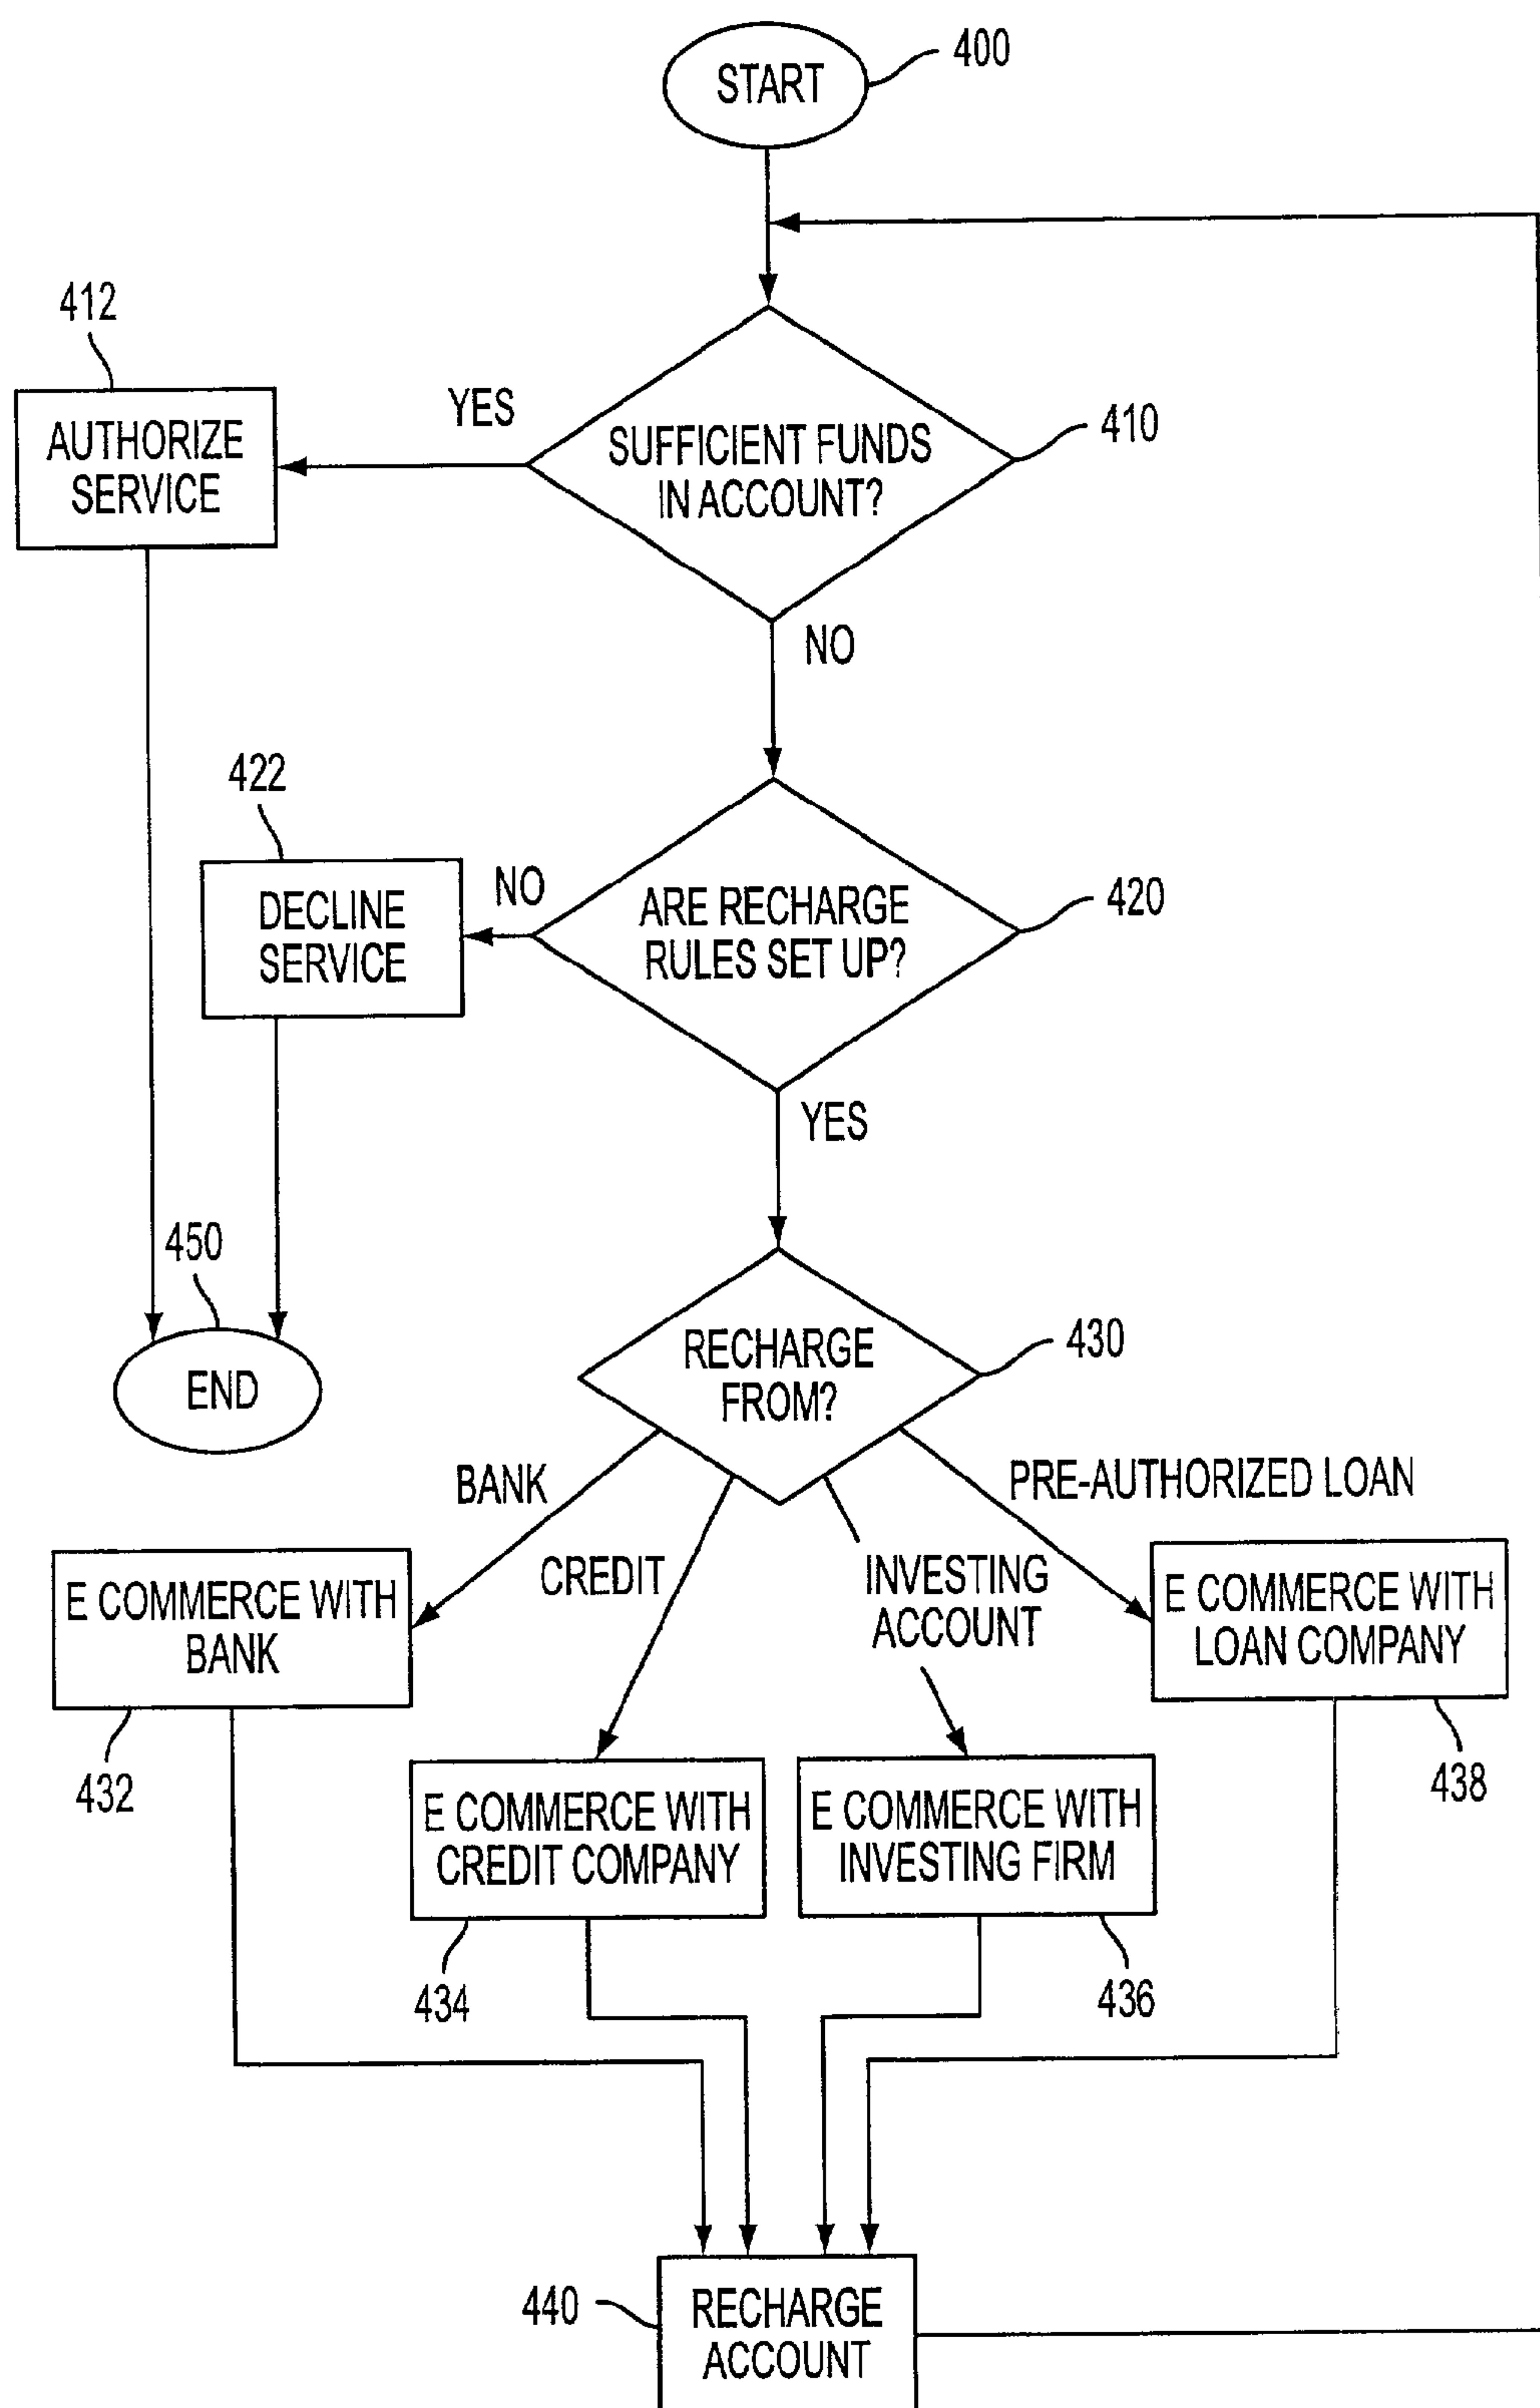 START
400
412
AUTHORIZE
SERVICE
YES
SUFFICIENT FUNDS
IN ACCOUNT?
410
NO
422
DECLINE
SERVICE
NO
ARE RECHARGE
RULES SET UP?
420
YES
450
END
RECHARGE
FROM?
430
BANK
CREDIT
INVESTING
ACCOUNT
PRE-AUTHORIZED LOAN
E COMMERCE WITH
BANK
432
E COMMERCE WITH
CREDIT COMPANY
434
E COMMERCE WITH
INVESTING FIRM
436
E COMMERCE WITH
LOAN COMPANY
438
440
RECHARGE
ACCOUNT